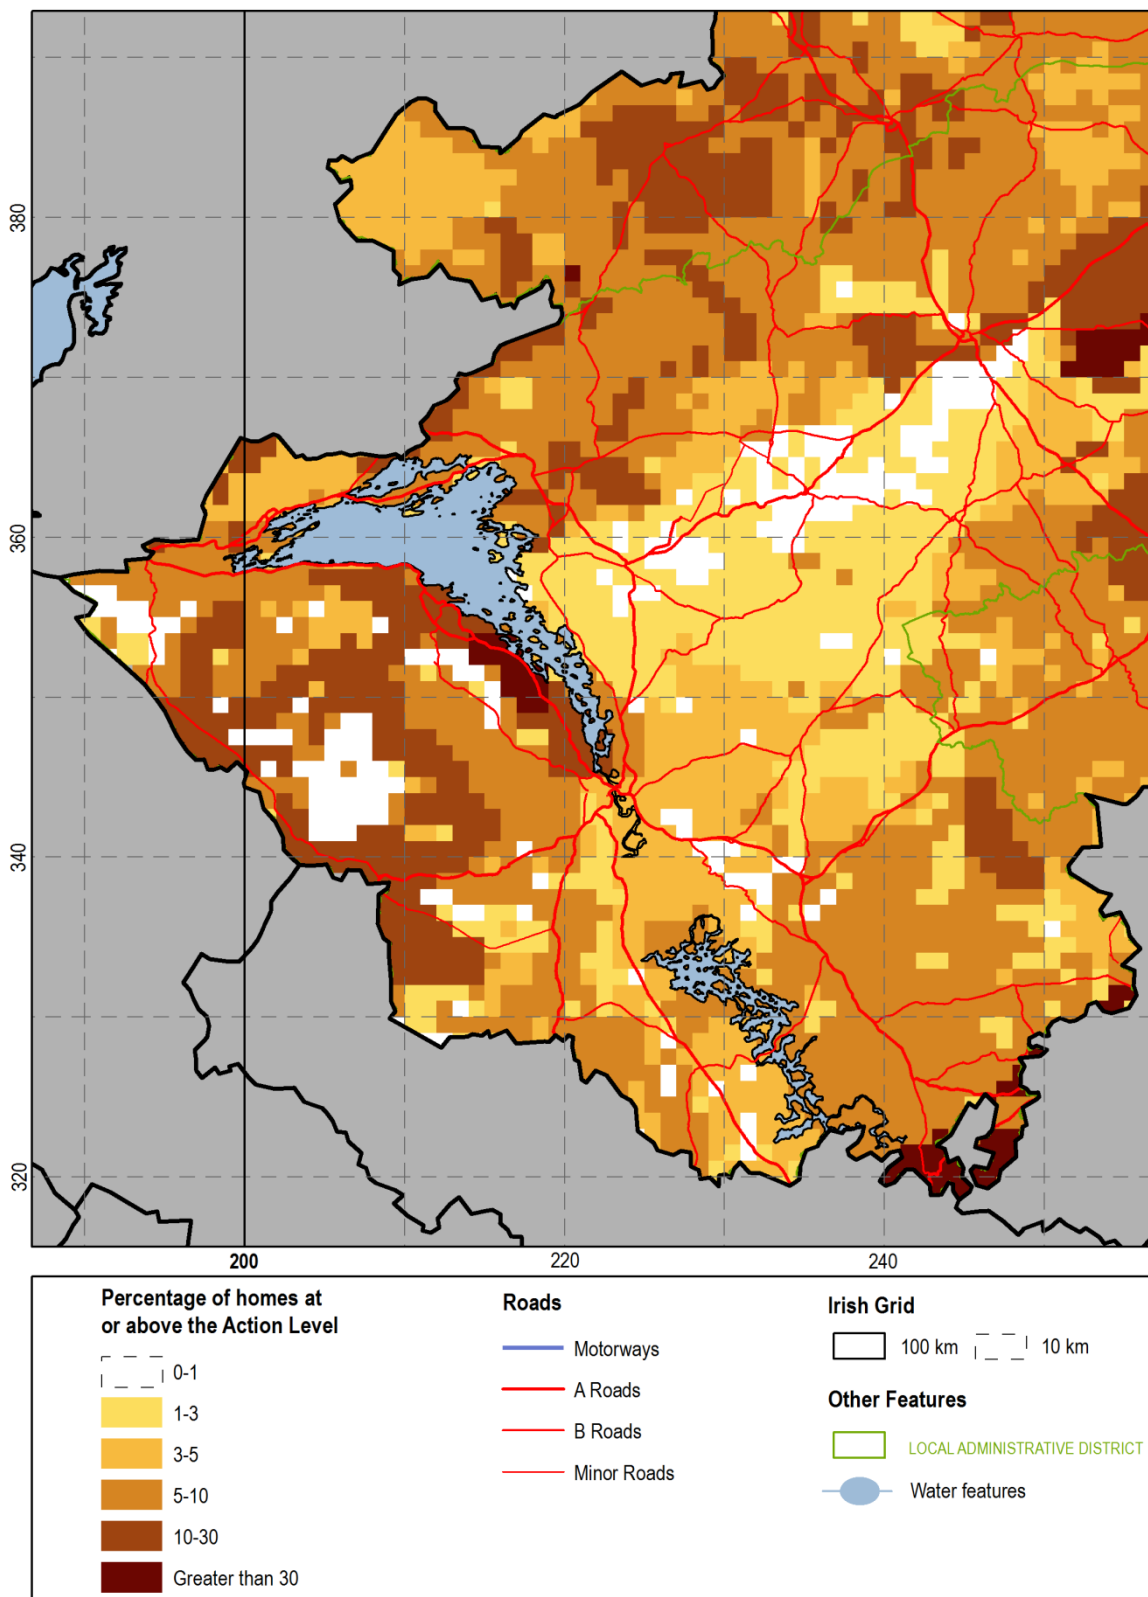 380
360
340
320
200
220
240
Percentage of homes at
or above the Action Level
0-1
1-3
3-5
5-10
10-30
Greater than 30
Roads
Motorways
A Roads
B Roads
Minor Roads
Irish Grid
100 km
10 km
Other Features
LOCAL ADMINISTRATIVE DISTRICT
Water features